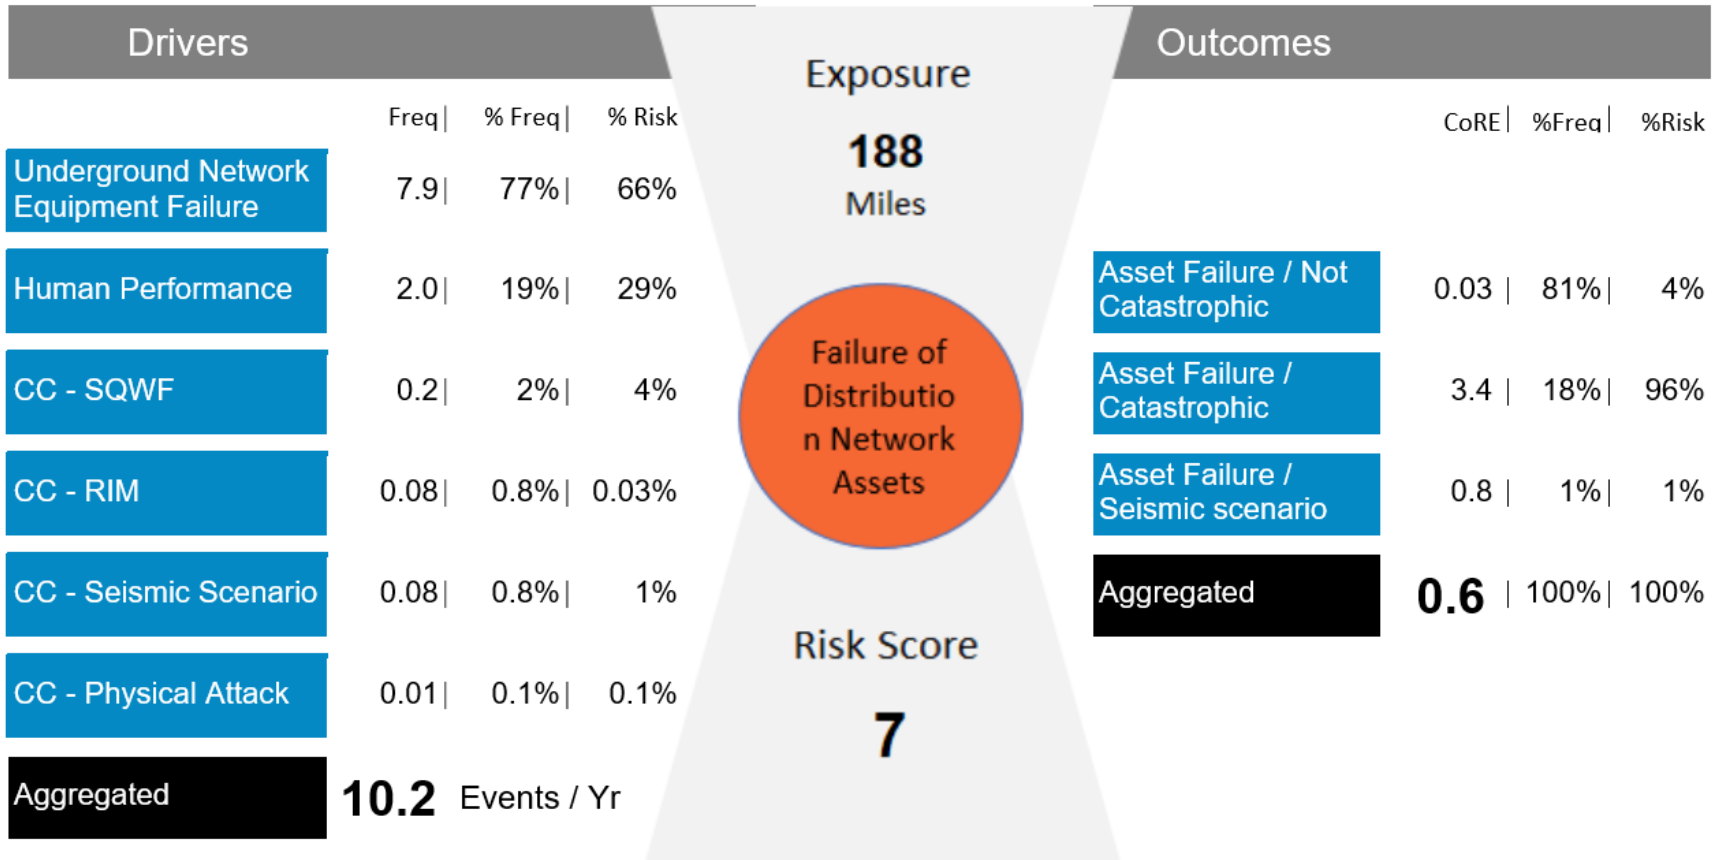 Drivers
Freq| % Freq| % Risk
Underground Network
Equipment Failure
7.9| 77%| 66%
Human Performance
2.0| 19%| 29%
CC - SQWF
0.2| 2%| 4%
CC - RIM
0.08| 0.8%| 0.03%
CC - Seismic Scenario
0.08| 0.8%| 1%
CC - Physical Attack
0.01| 0.1%| 0.1%
Aggregated
10.2 Events / Yr
Exposure
188
Miles
Failure of
Distributio
n Network
Assets
Risk Score
7
Outcomes
CoRE| %Freq| %Risk
Asset Failure / Not
Catastrophic
0.03 | 81%| 4%
Asset Failure /
Catastrophic
3.4 | 18%| 96%
Asset Failure /
Seismic scenario
0.8 | 1%| 1%
Aggregated
0.6 | 100%| 100%